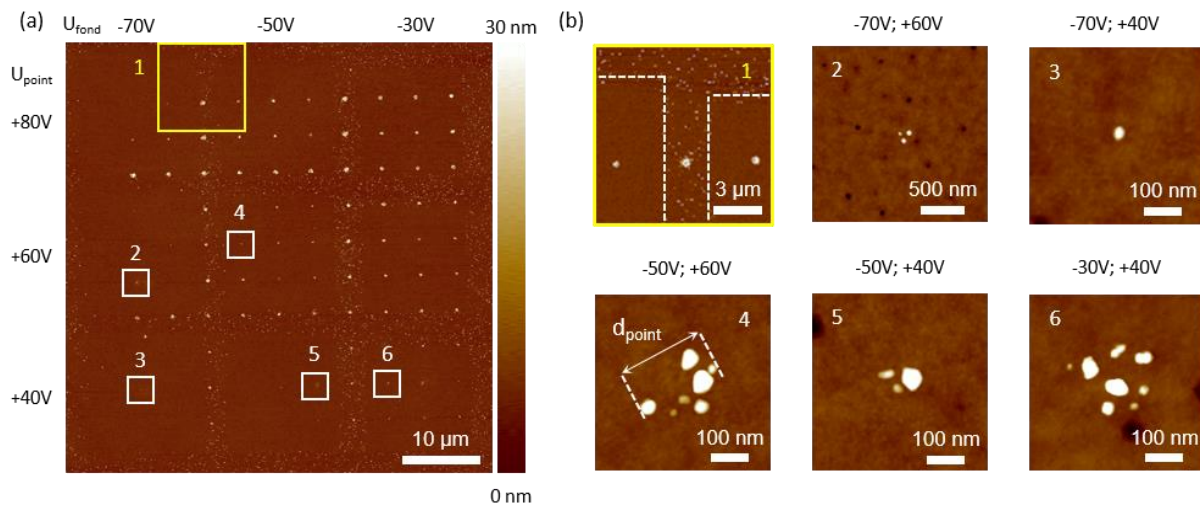 (a) U_fond -70V -50V -30V 30 nm
U_point
+80V
+60V
+40V
1
2
3
4
5
6
10 µm
0 nm
(b) -70V; +60V -70V; +40V
1
3 µm
2
500 nm
3
100 nm
-50V; +60V -50V; +40V -30V; +40V
d_point
4
100 nm
5
100 nm
6
100 nm